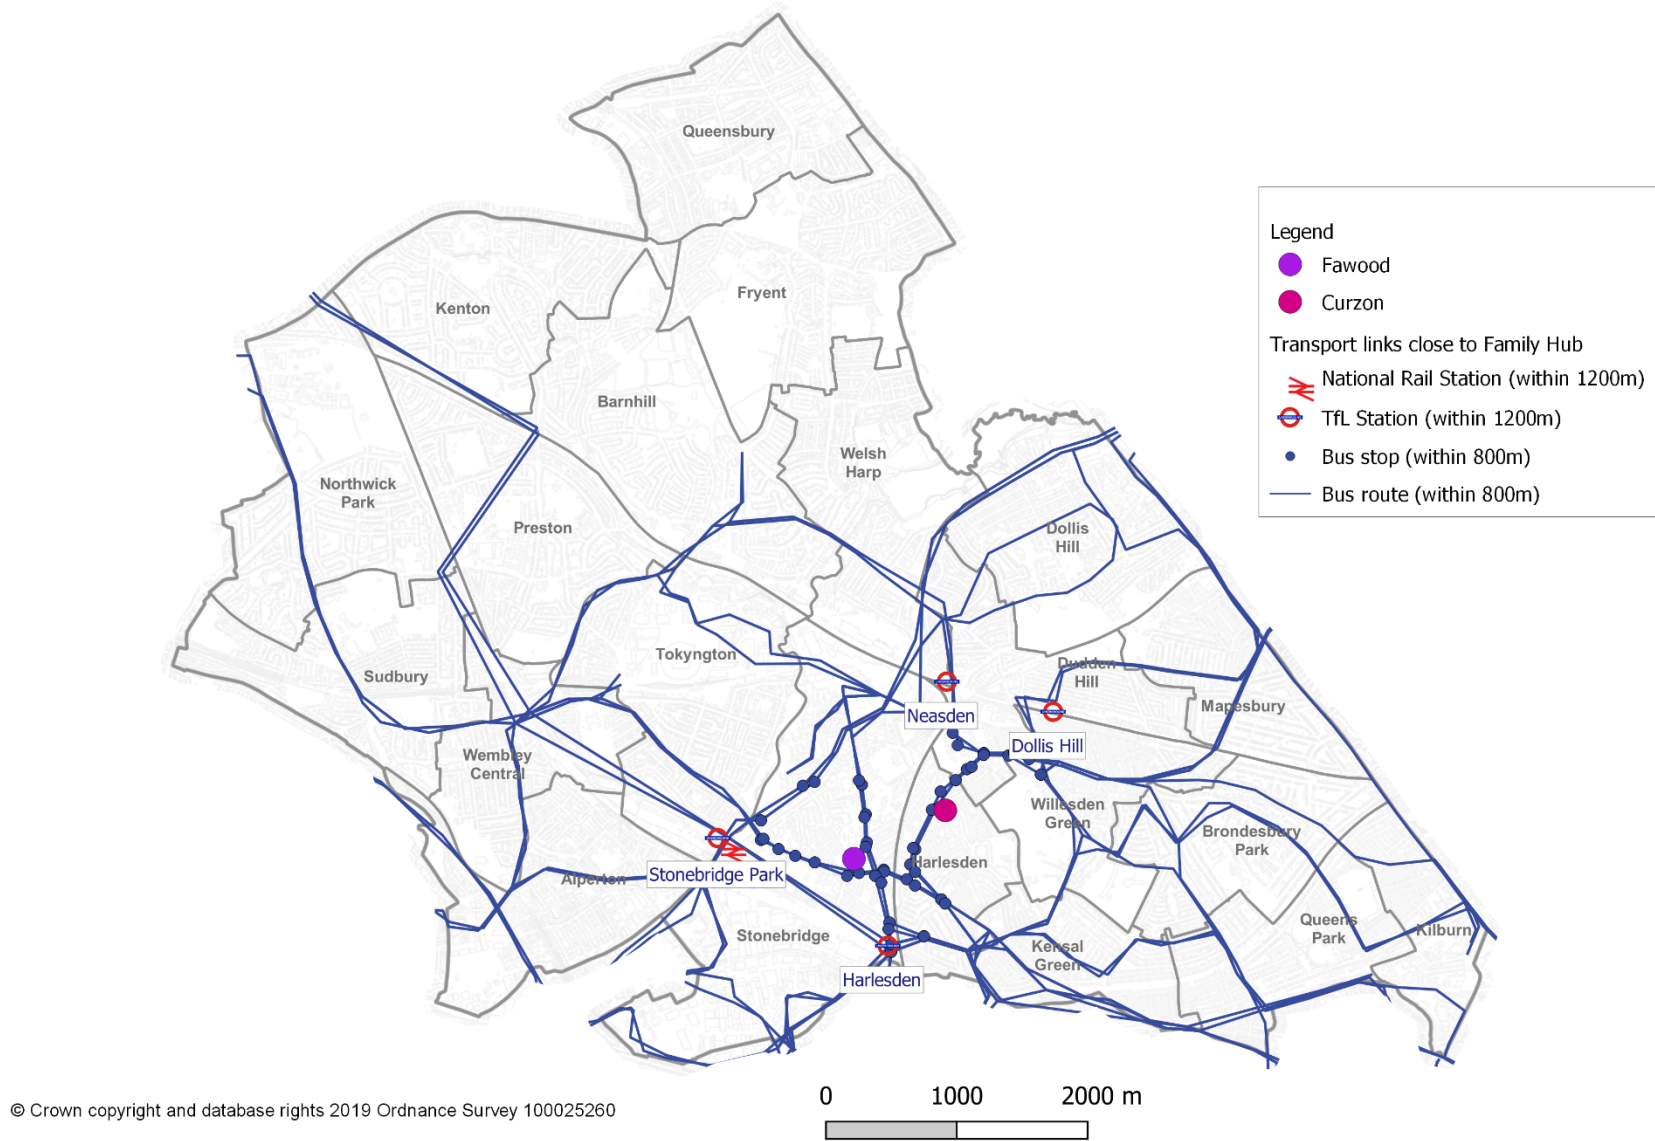 Queensbury
Kenton
Fryent
Barnhill
Welsh
Harp
Northwick
Park
Preston
Dollis
Hill
Sudbury
Tokyngton
Dudden
Hill
Mapesbury
Neasden
Dollis Hill
Wembley
Central
Willesden
Green
Brondesbury
Park
Harlesden
Stonebridge Park
Alperton
Stonebridge
Kensal
Green
Queens
Park
Kilburn
Harlesden
Legend
Fawood
Curzon
Transport links close to Family Hub
National Rail Station (within 1200m)
TfL Station (within 1200m)
Bus stop (within 800m)
Bus route (within 800m)
0 1000 2000 m
© Crown copyright and database rights 2019 Ordnance Survey 100025260